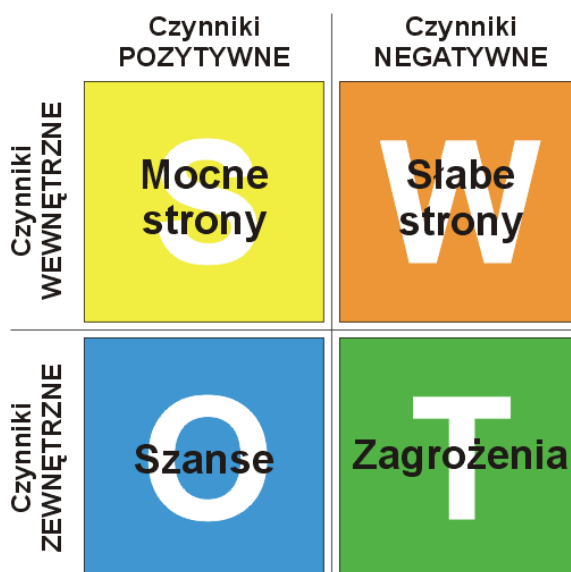 Czynniki
POZYTYWNE
Czynniki
NEGATYWNE
Czynniki
WEWNĘTRZNE
S
Mocne
strony
W
Słabe
strony
Czynniki
ZEWNĘTRZNE
O
Szanse
T
Zagrożenia